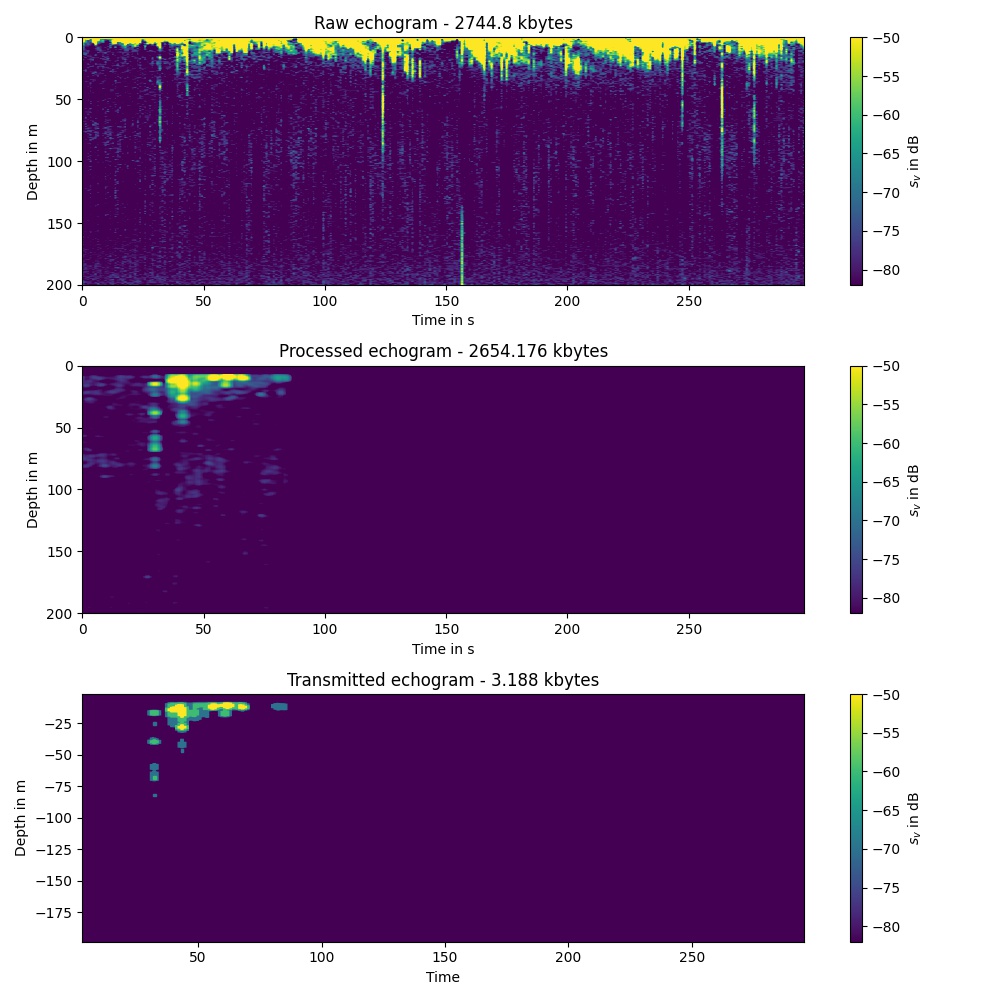 Raw echogram - 2744.8 kbytes
Depth in m
0
50
100
150
200
0 50 100 150 200 250
Time in s
−50
−55
−60
−65
−70
−75
−80
s_v in dB
Processed echogram - 2654.176 kbytes
Depth in m
0
50
100
150
200
0 50 100 150 200 250
Time in s
−50
−55
−60
−65
−70
−75
−80
s_v in dB
Transmitted echogram - 3.188 kbytes
Depth in m
−25
−50
−75
−100
−125
−150
−175
50 100 150 200 250
Time
−50
−55
−60
−65
−70
−75
−80
s_v in dB